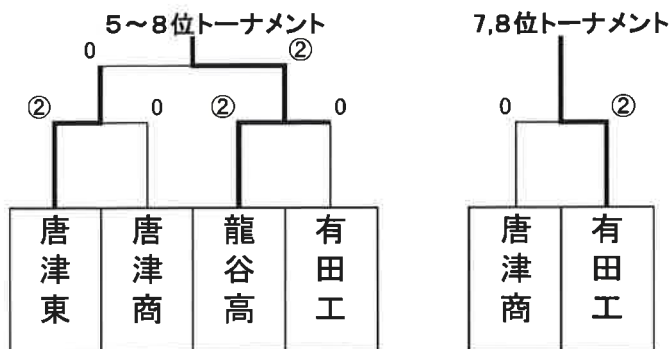 5～8位トーナメント
7,8位トーナメント
0 ②
② 0 ② 0
0 ②
唐津東
唐津商
龍谷高
有田工
唐津商
有田工